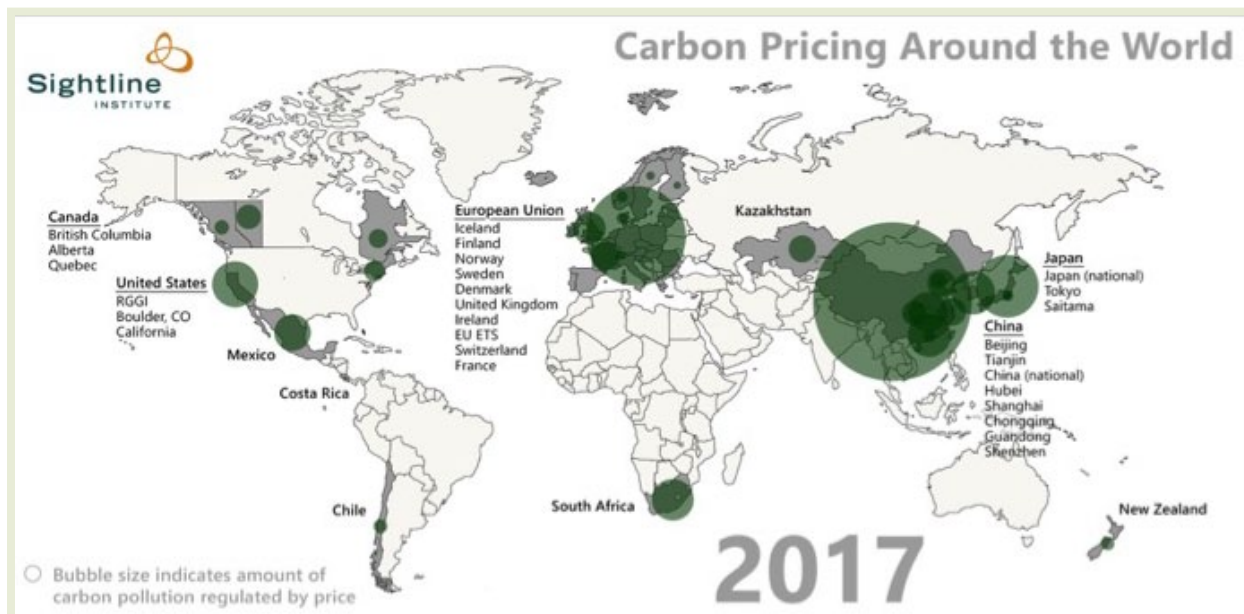 Carbon Pricing Around the World
Sightline
INSTITUTE
Canada
British Columbia
Alberta
Quebec
United States
RGGI
Boulder, CO
California
Mexico
Costa Rica
Chile
European Union
Iceland
Finland
Norway
Sweden
Denmark
United Kingdom
Ireland
EU ETS
Switzerland
France
Kazakhstan
South Africa
Japan
Japan (national)
Tokyo
Saitama
China
Beijing
Tianjin
China (national)
Hubei
Shanghai
Chongqing
Guandong
Shenzhen
New Zealand
2017
Bubble size indicates amount of
carbon pollution regulated by price